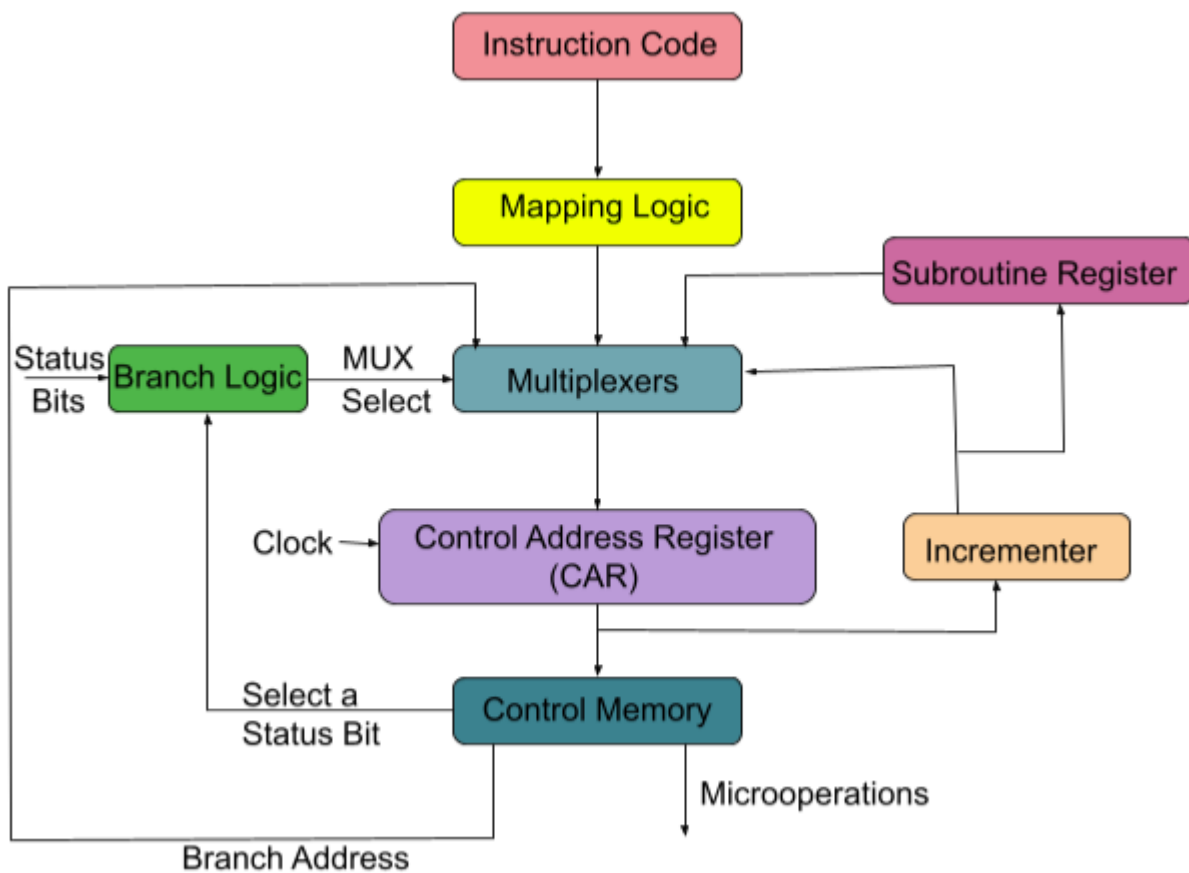 Instruction Code
Mapping Logic
Subroutine Register
Status
Bits
Branch Logic
MUX
Select
Multiplexers
Clock
Control Address Register
(CAR)
Incrementer
Select a
Status Bit
Control Memory
Microoperations
Branch Address